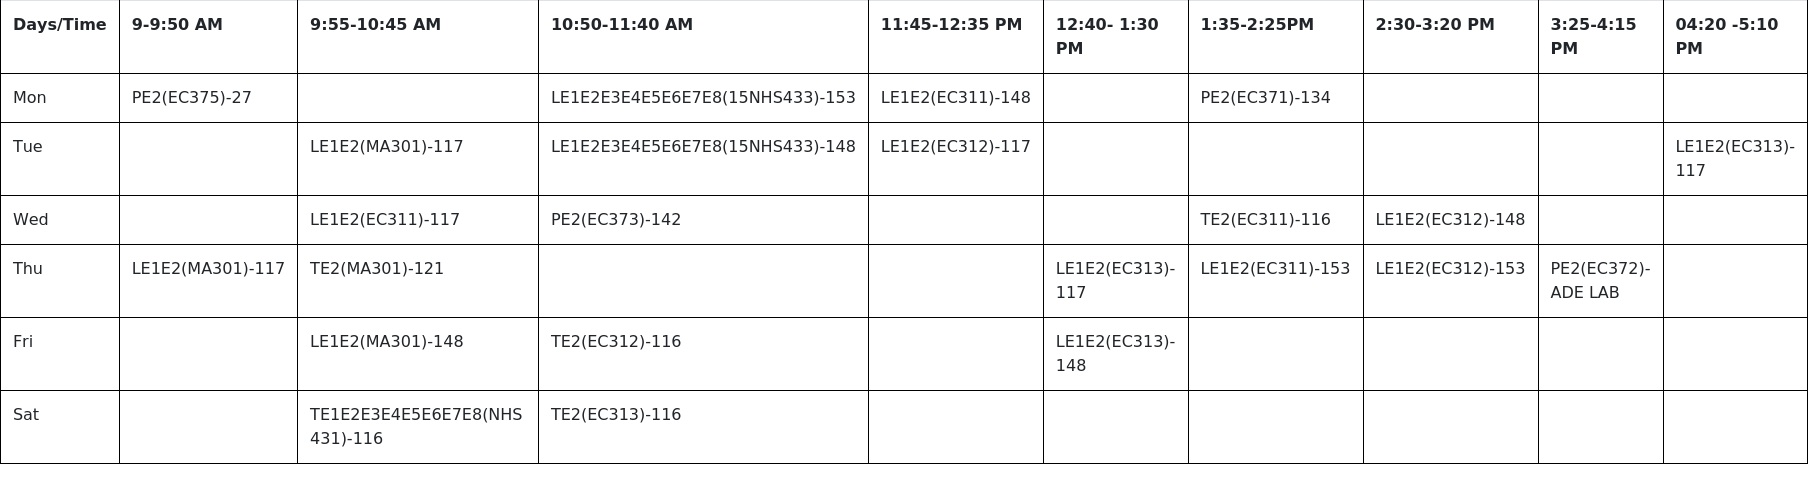 Days/Time 9-9:50 AM 9:55-10:45 AM 10:50-11:40 AM 11:45-12:35 PM 12:40- 1:30 PM 1:35-2:25PM 2:30-3:20 PM 3:25-4:15 PM 04:20 -5:10 PM
Mon PE2(EC375)-27 LE1E2E3E4E5E6E7E8(15NHS433)-153 LE1E2(EC311)-148 PE2(EC371)-134
Tue LE1E2(MA301)-117 LE1E2E3E4E5E6E7E8(15NHS433)-148 LE1E2(EC312)-117 LE1E2(EC313)-117
Wed LE1E2(EC311)-117 PE2(EC373)-142 TE2(EC311)-116 LE1E2(EC312)-148
Thu LE1E2(MA301)-117 TE2(MA301)-121 LE1E2(EC313)-117 LE1E2(EC311)-153 LE1E2(EC312)-153 PE2(EC372)-ADE LAB
Fri LE1E2(MA301)-148 TE2(EC312)-116 LE1E2(EC313)-148
Sat TE1E2E3E4E5E6E7E8(NHS431)-116 TE2(EC313)-116